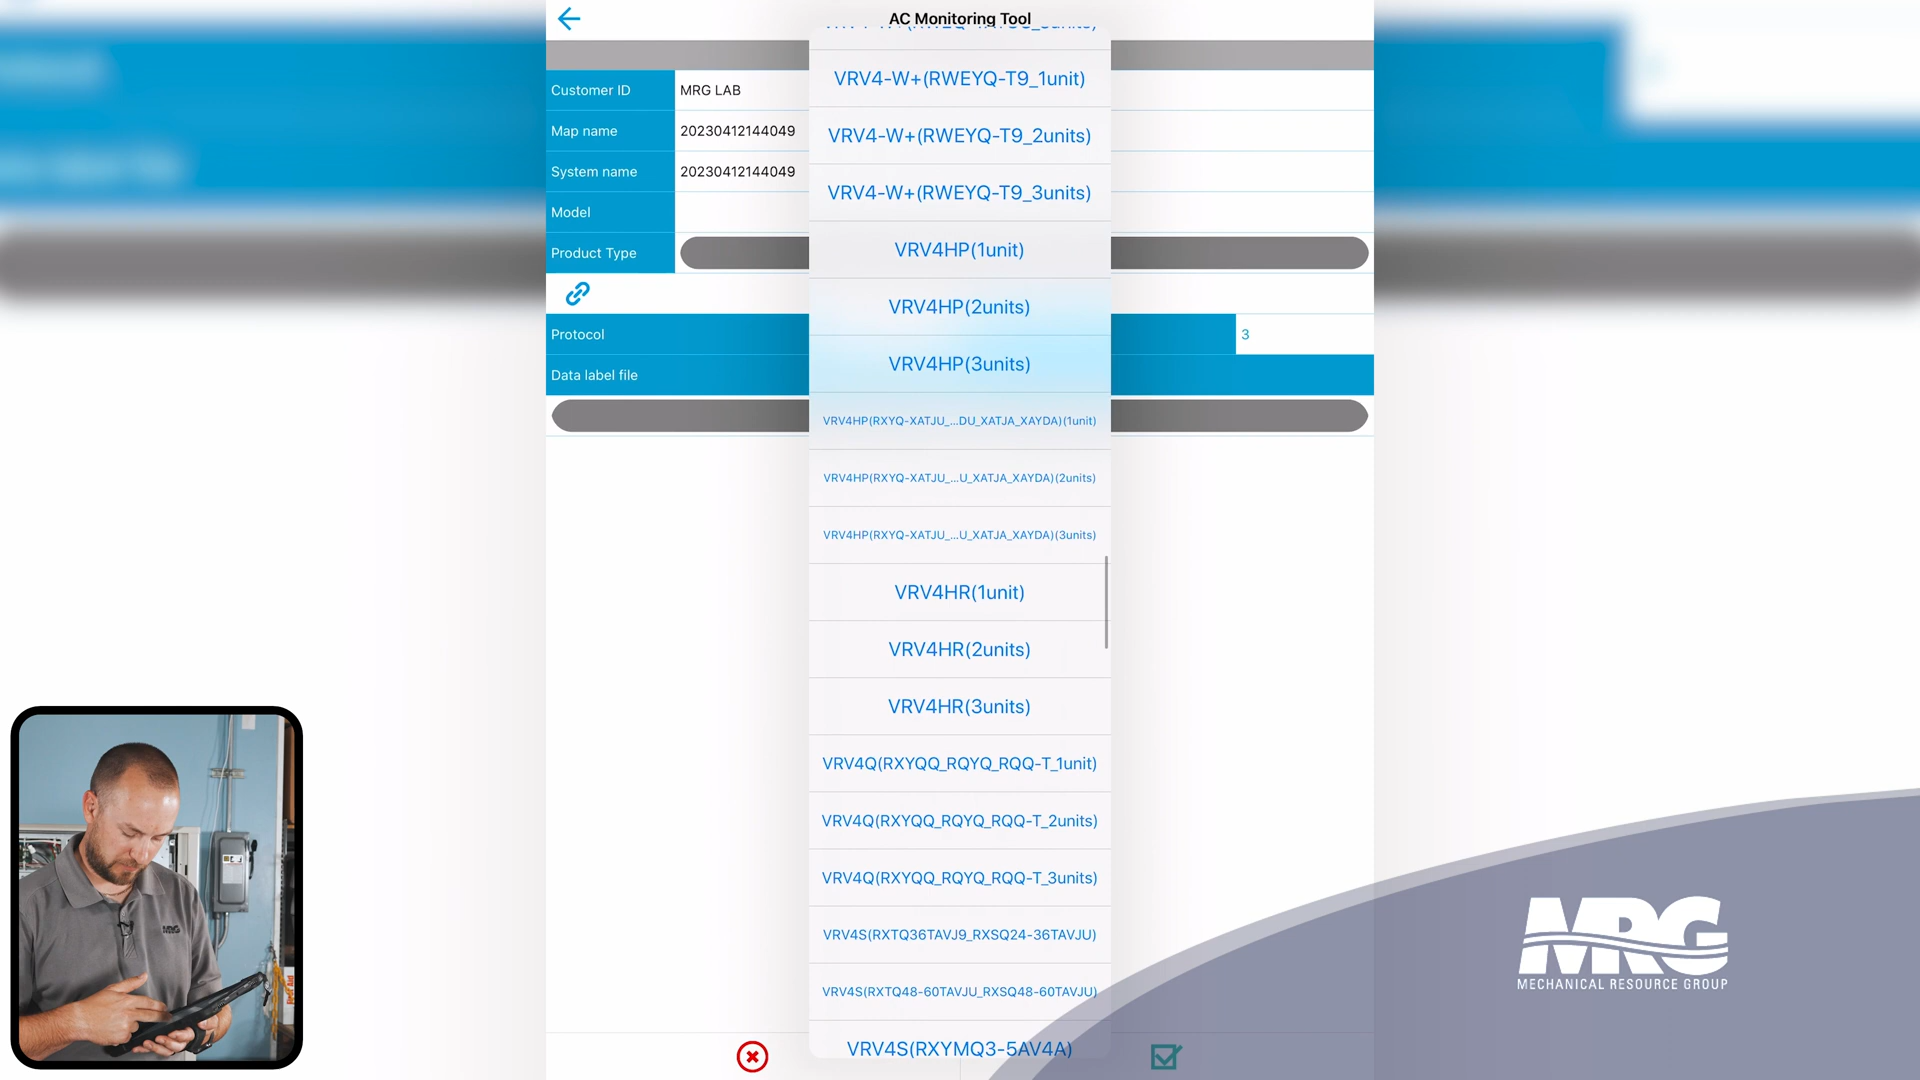 AC Monitoring Tool
Customer ID
MRG LAB
Map name
20230412144049
System name
20230412144049
Model
Product Type
Protocol
3
Data label file
VRV4-W+(RWEYQ-T9_1unit)
VRV4-W+(RWEYQ-T9_2units)
VRV4-W+(RWEYQ-T9_3units)
VRV4HP(1unit)
VRV4HP(2units)
VRV4HP(3units)
VRV4HP(RXYQ-XATJU_...DU_XATJA_XAYDA)(1unit)
VRV4HP(RXYQ-XATJU_...U_XATJA_XAYDA)(2units)
VRV4HP(RXYQ-XATJU_...U_XATJA_XAYDA)(3units)
VRV4HR(1unit)
VRV4HR(2units)
VRV4HR(3units)
VRV4Q(RXYQQ_RQYQ_RQQ-T_1unit)
VRV4Q(RXYQQ_RQYQ_RQQ-T_2units)
VRV4Q(RXYQQ_RQYQ_RQQ-T_3units)
VRV4S(RXTQ36TAVJ9_RXSQ24-36TAVJU)
VRV4S(RXTQ48-60TAVJU_RXSQ48-60TAVJU)
VRV4S(RXYMQ3-5AV4A)
MRG
First Aid
MRG
MECHANICAL RESOURCE GROUP